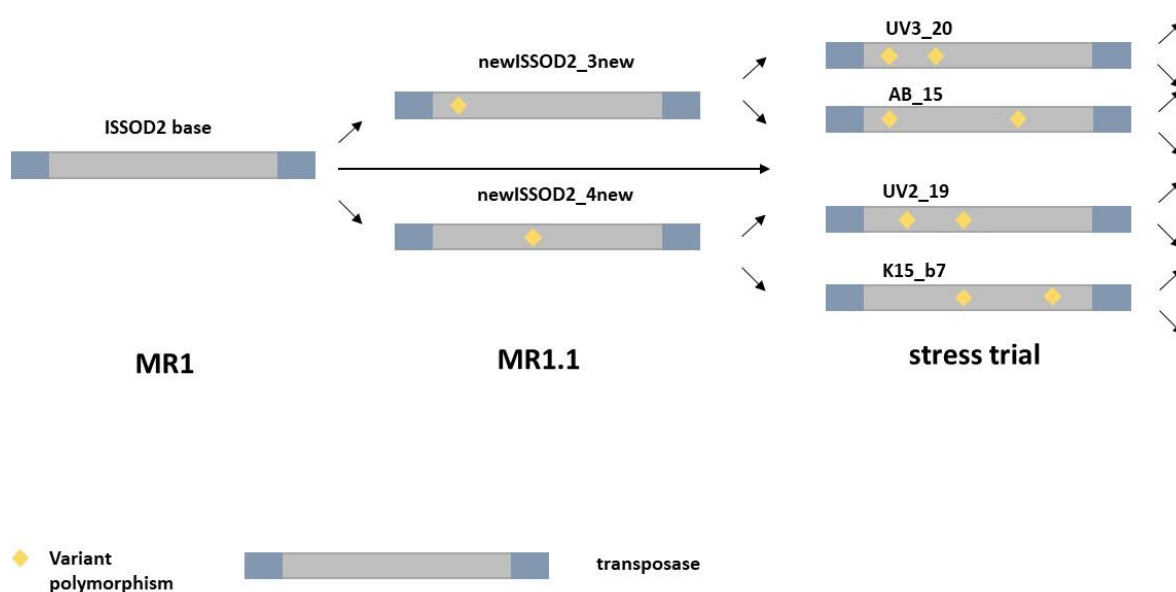 ISSOD2 base
newISSOD2_3new
newISSOD2_4new
UV3_20
AB_15
UV2_19
K15_b7
MR1
MR1.1
stress trial
Variant
polymorphism
transposase